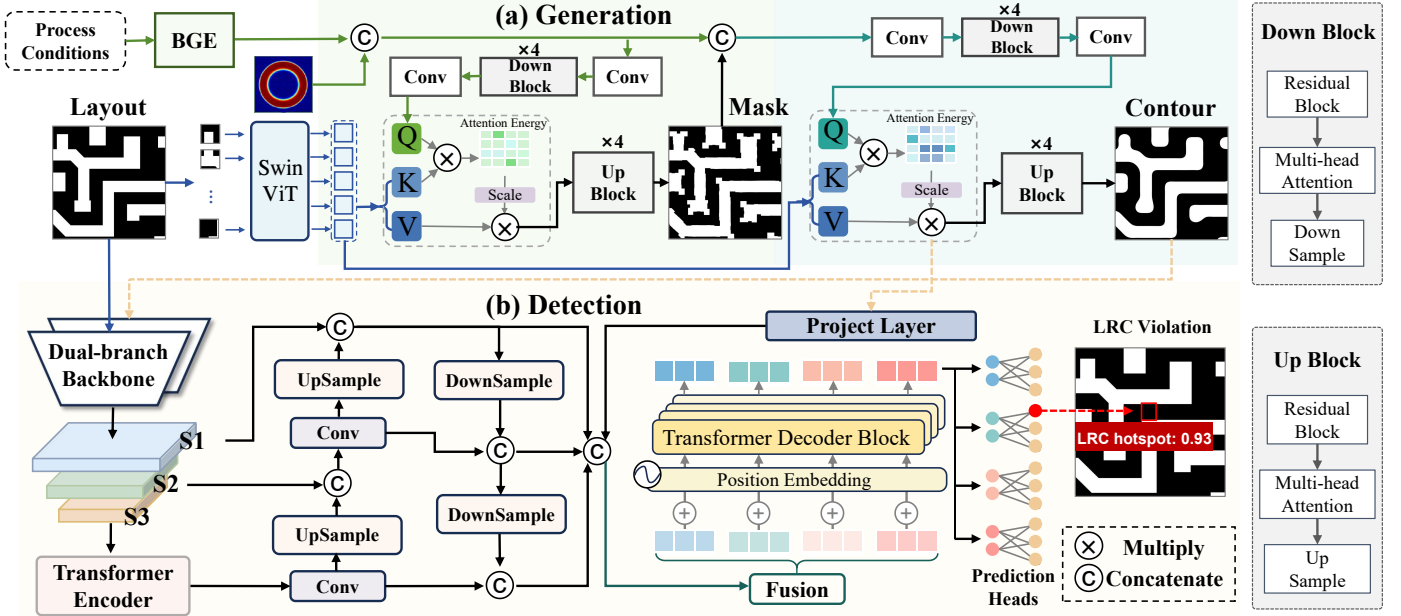 (a) Generation
Process
Conditions
BGE
C
C
×4
Conv
Down
Block
Conv
×4
Conv
Down
Block
Conv
Layout
Swin
ViT
Q
K
V
Attention Energy
Scale
×4
Up
Block
Mask
Q
K
V
Attention Energy
Scale
×4
Up
Block
Contour
Down Block
Residual
Block
Multi-head
Attention
Down
Sample
(b) Detection
Dual-branch
Backbone
S1
S2
S3
Transformer
Encoder
C
UpSample
Conv
C
UpSample
Conv
DownSample
C
DownSample
C
C
Project Layer
Transformer Decoder Block
Position Embedding
Fusion
Prediction
Heads
LRC Violation
LRC hotspot: 0.93
Multiply
C Concatenate
Up Block
Residual
Block
Multi-head
Attention
Up
Sample